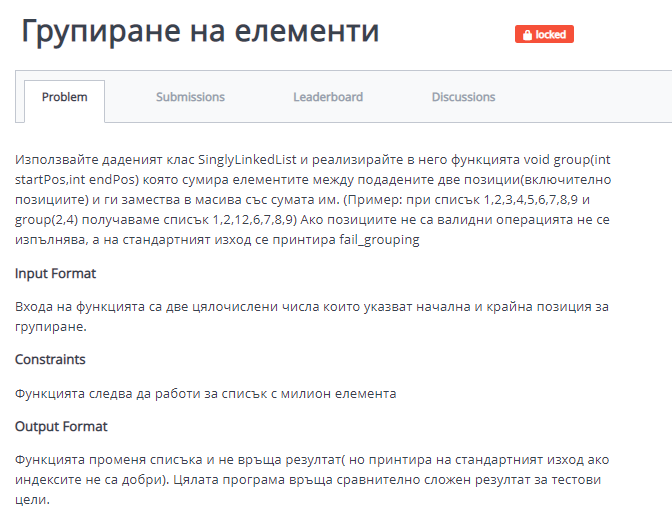 Групиране на елементи
locked
Problem Submissions Leaderboard Discussions
Използвайте даденият клас SinglyLinkedList и реализирайте в него функцията void group(int
startPos,int endPos) която сумира елементите между подадените две позиции(включително
позициите) и ги замества в масива със сумата им. (Пример: при списък 1,2,3,4,5,6,7,8,9 и
group(2,4) получаваме списък 1,2,12,6,7,8,9) Ако позициите не са валидни операцията не се
изпълнява, а на стандартният изход се принтира fail_grouping
Input Format
Входа на функцията са две цялочислени числа които указват начална и крайна позиция за
групиране.
Constraints
Функцията следва да работи за списък с милион елемента
Output Format
Функцията променя списъка и не връща резултат( но принтира на стандартният изход ако
индексите не са добри). Цялата програма връща сравнително сложен резултат за тестови
цели.